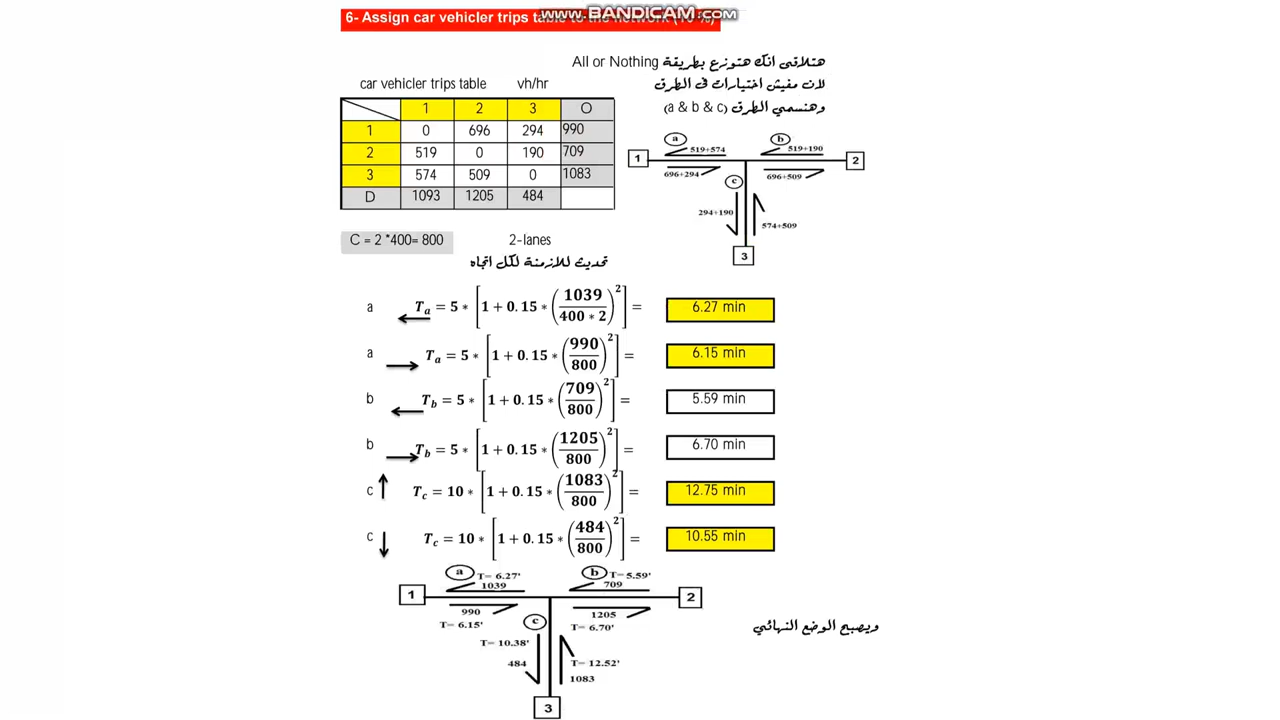 6- Assign car vehicler trips table to the network (10 %)
www.BANDICAM.com
هتلاقى انك هتوزع بطريقة All or Nothing
لان مفيش اختيارات فى الطرق
وهنسمي الطرق (a & b & c)
car vehicler trips table vh/hr
1 2 3 O
1 0 696 294 990
2 519 0 190 709
3 574 509 0 1083
D 1093 1205 484
a b
519+574 519+190
1 2
696+294 696+509
c
294+190
574+509
3
C = 2 *400= 800 2-lanes
تحديث للازمنة لكل اتجاه
a ← T_a = 5 * [1 + 0.15 * (1039 / 400 * 2)^2] = 6.27 min
a → T_a = 5 * [1 + 0.15 * (990 / 800)^2] = 6.15 min
b ← T_b = 5 * [1 + 0.15 * (709 / 800)^2] = 5.59 min
b → T_b = 5 * [1 + 0.15 * (1205 / 800)^2] = 6.70 min
c ↑ T_c = 10 * [1 + 0.15 * (1083 / 800)^2] = 12.75 min
c ↓ T_c = 10 * [1 + 0.15 * (484 / 800)^2] = 10.55 min
a T= 6.27' b T=5.59'
1039 709
1 2
990 1205
T= 6.15' c T= 6.70'
ويصبح الوضع النهائي
T= 10.38'
484 T= 12.52'
1083
3